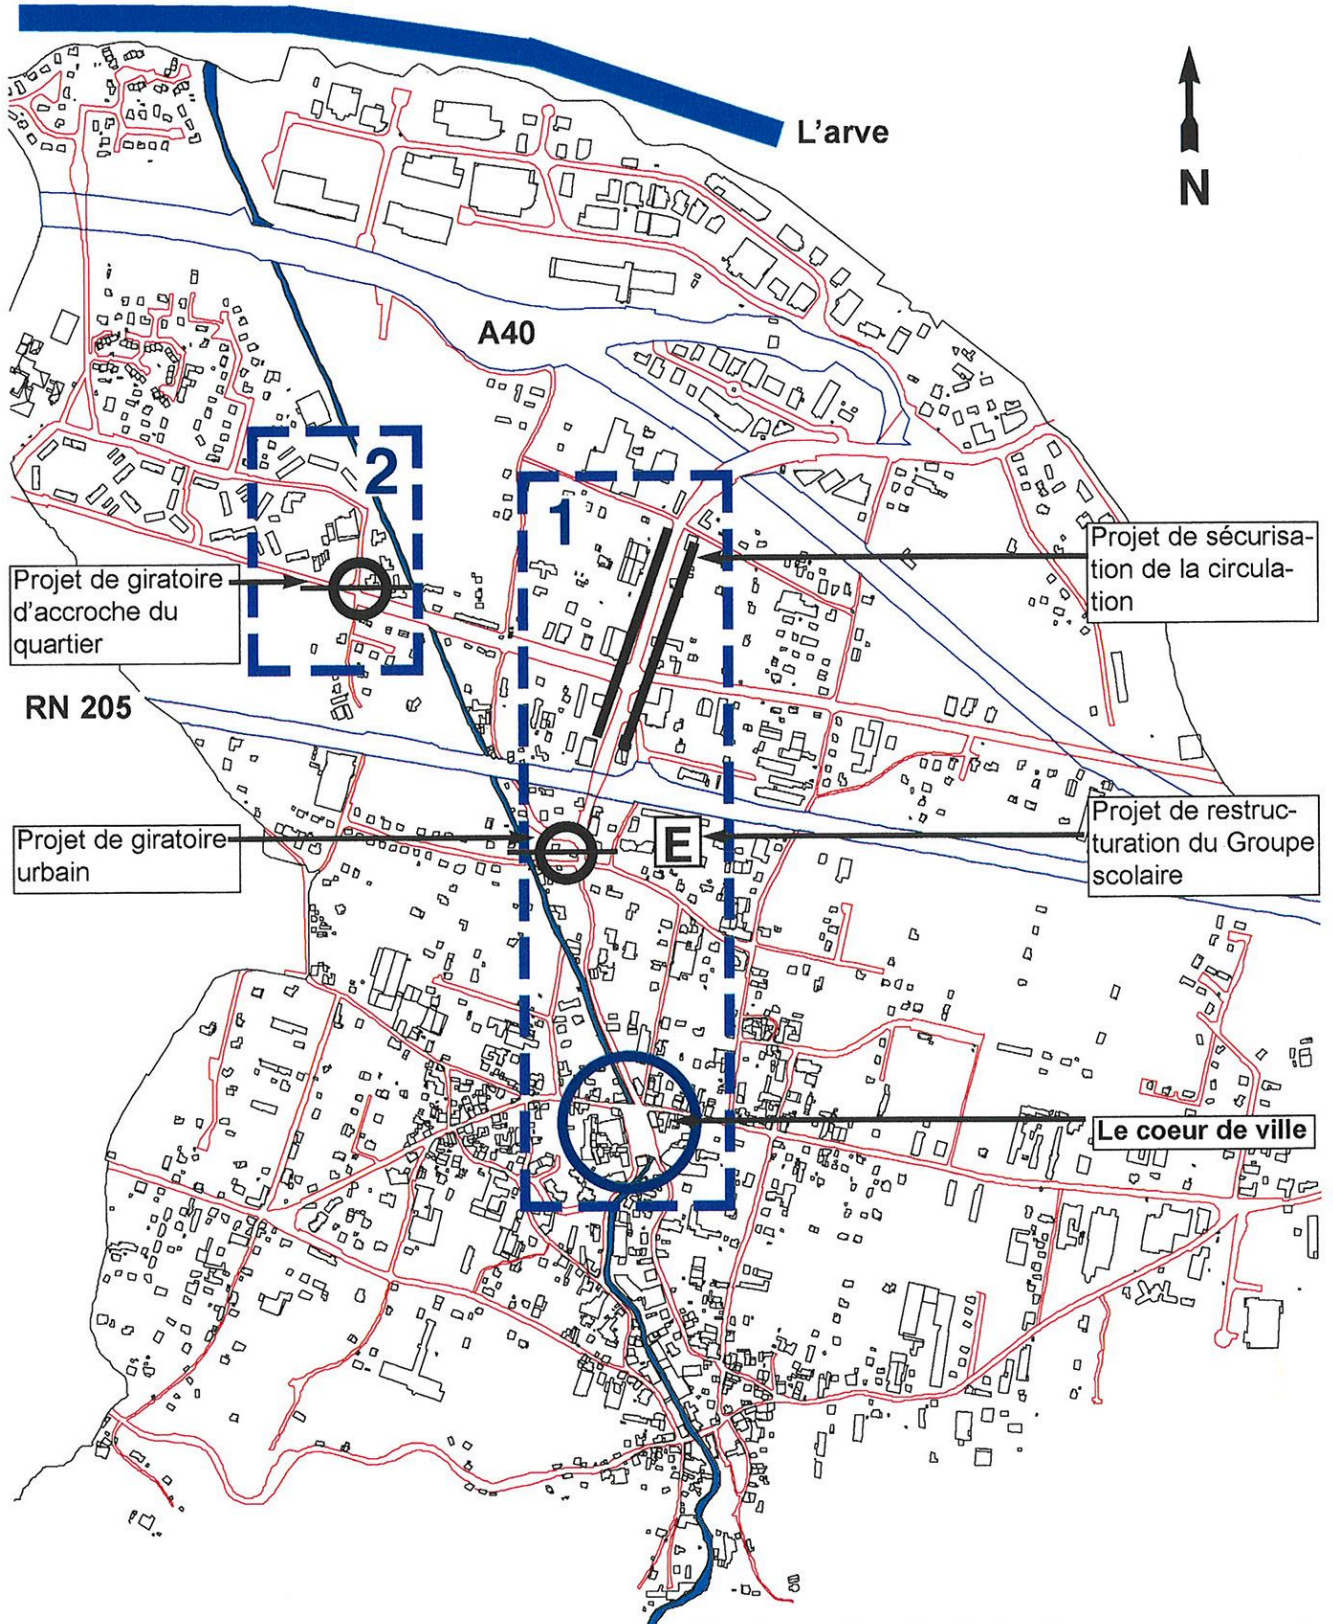 L'arve
N
A40
2
1
Projet de sécurisa-
tion de la circula-
tion
Projet de giratoire
d'accroche du
quartier
RN 205
Projet de giratoire
urbain
E
Projet de restruc-
turation du Groupe
scolaire
Le coeur de ville